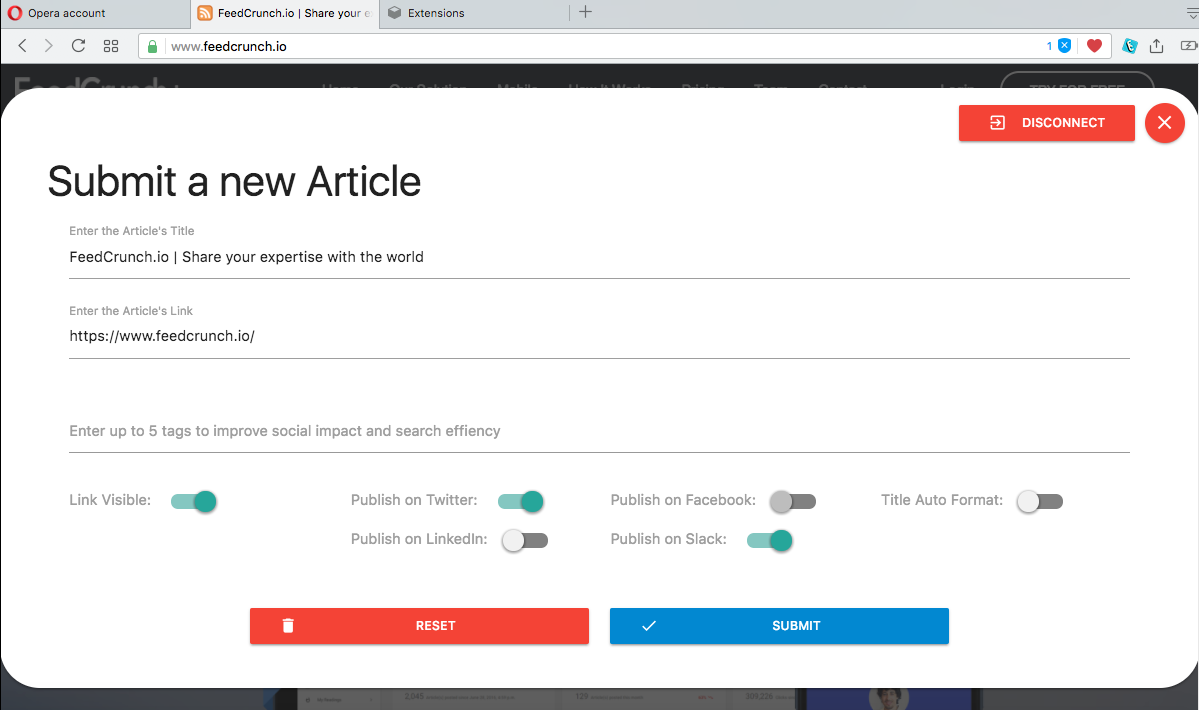 Opera account
FeedCrunch.io | Share your e
Extensions
www.feedcrunch.io
1
DISCONNECT
Submit a new Article
Enter the Article's Title
FeedCrunch.io | Share your expertise with the world
Enter the Article's Link
https://www.feedcrunch.io/
Enter up to 5 tags to improve social impact and search effiency
Link Visible:
Publish on Twitter:
Publish on Facebook:
Title Auto Format:
Publish on LinkedIn:
Publish on Slack:
RESET
SUBMIT